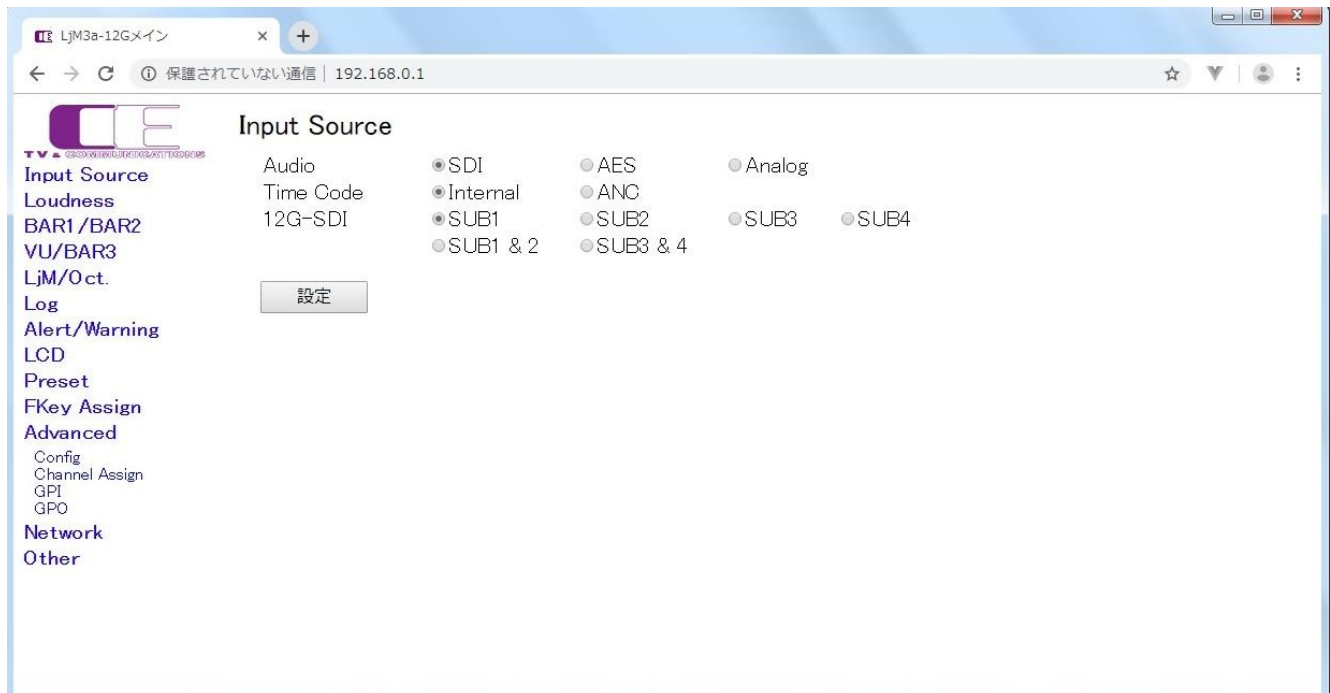 LjM3a-12Gメイン
保護されていない通信 | 192.168.0.1
TV & COMMUNICATIONS
Input Source
Loudness
BAR1/BAR2
VU/BAR3
LjM/Oct.
Log
Alert/Warning
LCD
Preset
FKey Assign
Advanced
Config
Channel Assign
GPI
GPO
Network
Other
Input Source
Audio SDI AES Analog
Time Code Internal ANC
12G-SDI SUB1 SUB2 SUB3 SUB4
SUB1 & 2 SUB3 & 4
設定